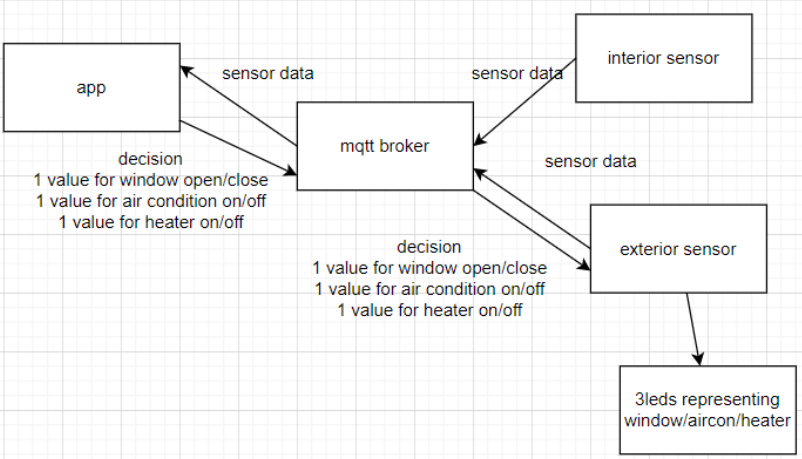 interior sensor
sensor data
sensor data
app
mqtt broker
decision
1 value for window open/close
1 value for air condition on/off
1 value for heater on/off
sensor data
decision
1 value for window open/close
1 value for air condition on/off
1 value for heater on/off
exterior sensor
3leds representing
window/aircon/heater